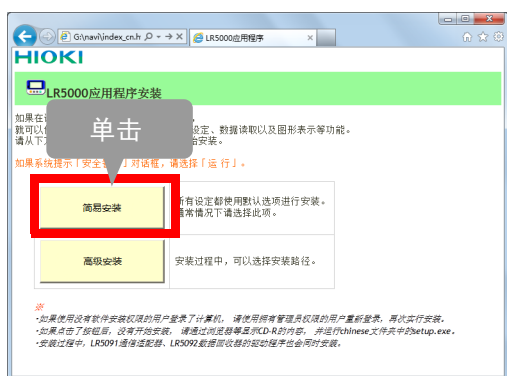 G:\navi\index_cn.h
LR5000应用程序
HIOKI
LR5000应用程序安装
如果在
就可以 设定、数据读取以及图形表示等功能。
请从下 始安装。
单击
如果系统提示「安全 」对话框，请选择「运行」。
简易安装
所有设定都使用默认选项进行安装。
通常情况下请选择此项。
高级安装
安装过程中，可以选择安装路径。
※
·如果使用没有软件安装权限的用户登录了计算机， 请使用拥有管理员权限的用户重新登录，再次实行安装。
·如果点击了按钮后，没有开始安装， 请通过浏览器等显示CD-R的内容， 并运行chinese文件夹中的setup.exe。
·安装过程中，LR5091通信适配器、LR5092数据回收器的驱动程序也会同时安装。